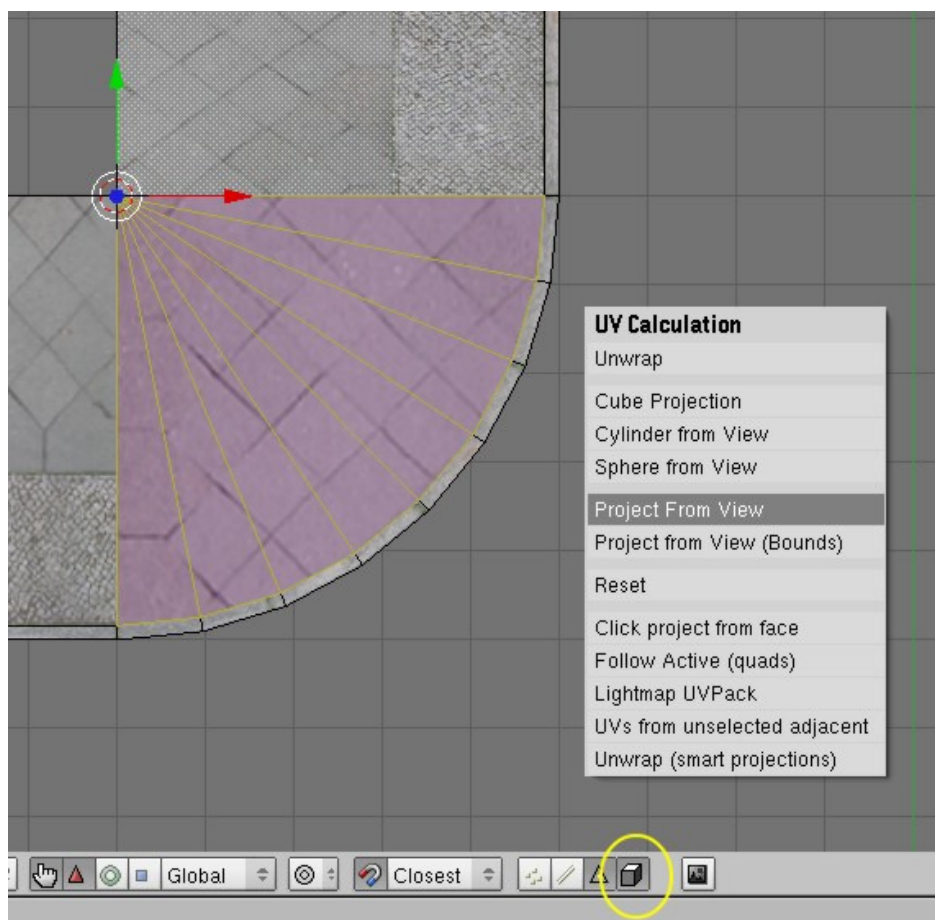 UV Calculation
Unwrap
Cube Projection
Cylinder from View
Sphere from View
Project From View
Project from View (Bounds)
Reset
Click project from face
Follow Active (quads)
Lightmap UVPack
UVs from unselected adjacent
Unwrap (smart projections)
Global
Closest